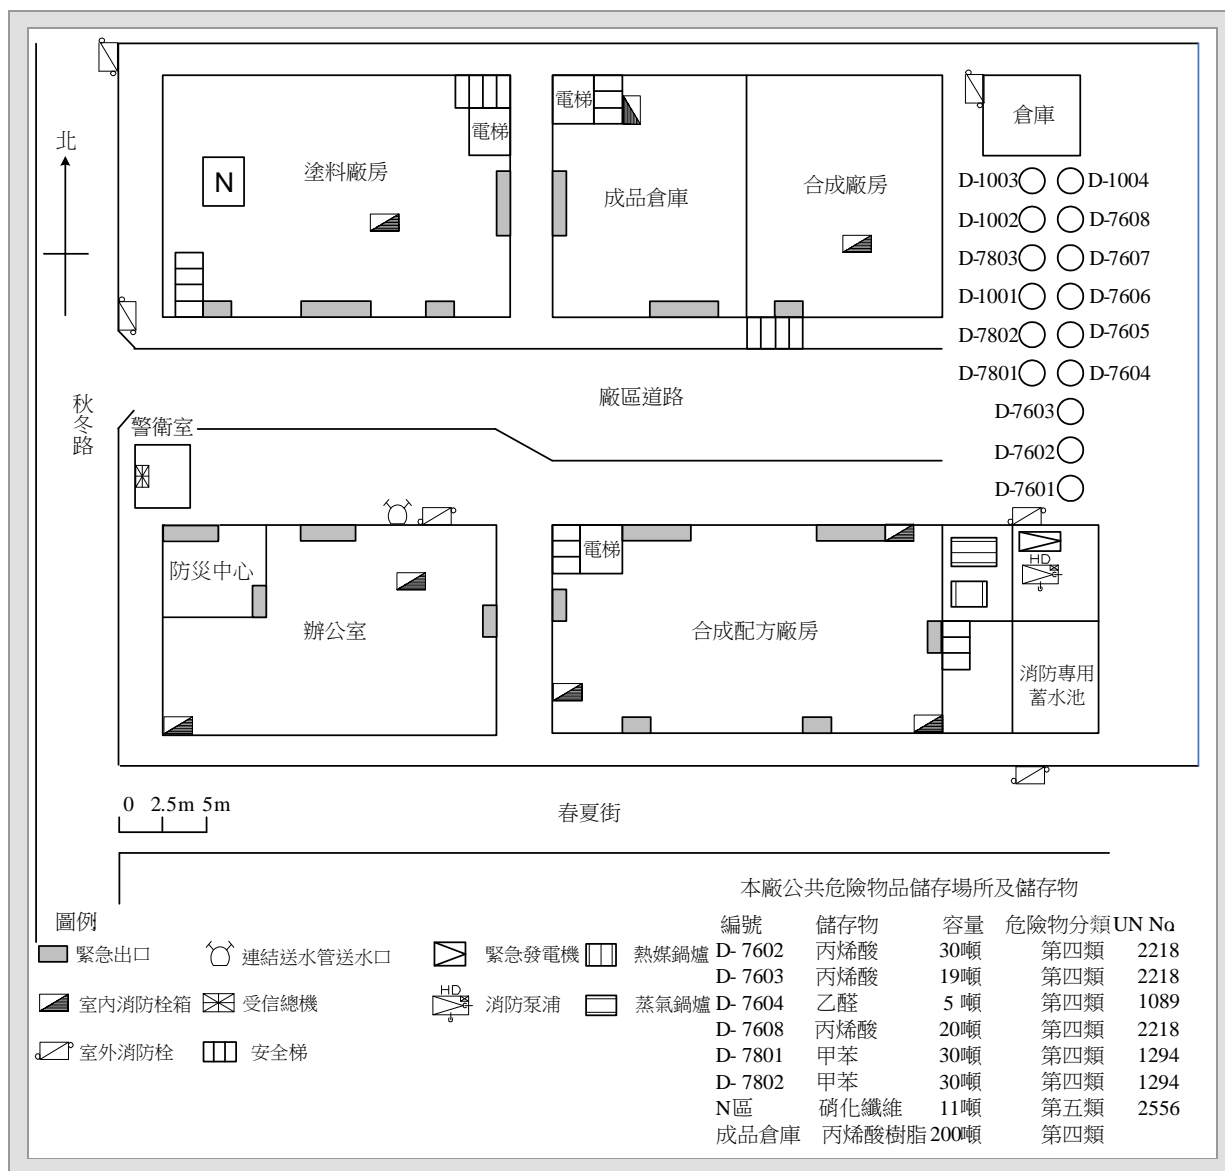 北
電梯
電梯
倉庫
N
塗料廠房
成品倉庫
合成廠房
D-1003
D-1004
D-1002
D-7608
D-7803
D-7607
D-1001
D-7606
D-7802
D-7605
D-7801
D-7604
D-7603
D-7602
D-7601
廠區道路
秋冬路
警衛室
防災中心
辦公室
電梯
合成配方廠房
HD
消防專用
蓄水池
0 2.5m 5m
春夏街
本廠公共危險物品儲存場所及儲存物
編號 儲存物 容量 危險物分類 UN No.
D- 7602 丙烯酸 30噸 第四類 2218
D- 7603 丙烯酸 19噸 第四類 2218
D- 7604 乙醛 5 噸 第四類 1089
D- 7608 丙烯酸 20噸 第四類 2218
D- 7801 甲苯 30噸 第四類 1294
D- 7802 甲苯 30噸 第四類 1294
N區 硝化纖維 11噸 第五類 2556
成品倉庫 丙烯酸樹脂 200噸 第四類
圖例
緊急出口
連結送水管送水口
緊急發電機
熱媒鍋爐
室內消防栓箱
受信總機
HD
消防泵浦
蒸氣鍋爐
室外消防栓
安全梯